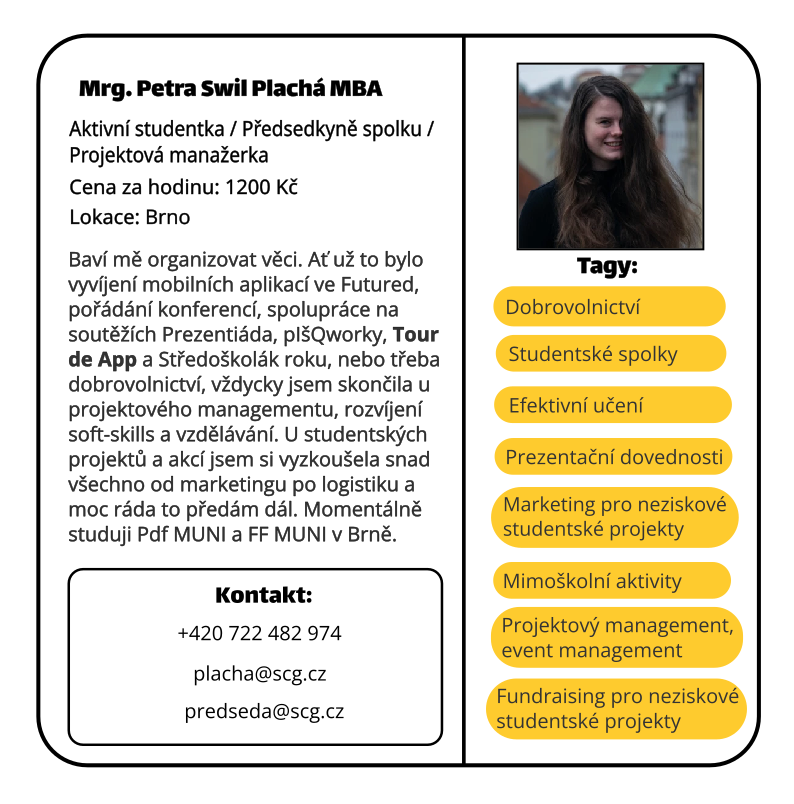 Mrg. Petra Swil Plachá MBA
Aktivní studentka / Předsedkyně spolku /
Projektová manažerka
Cena za hodinu: 1200 Kč
Lokace: Brno
Baví mě organizovat věci. Ať už to bylo
vyvíjení mobilních aplikací ve Futured,
pořádání konferencí, spolupráce na
soutěžích Prezentiáda, pIšQworky, Tour
de App a Středoškolák roku, nebo třeba
dobrovolnictví, vždycky jsem skončila u
projektového managementu, rozvíjení
soft-skills a vzdělávání. U studentských
projektů a akcí jsem si vyzkoušela snad
všechno od marketingu po logistiku a
moc ráda to předám dál. Momentálně
studuji Pdf MUNI a FF MUNI v Brně.
Kontakt:
+420 722 482 974
placha@scg.cz
predseda@scg.cz
Tagy:
Dobrovolnictví
Studentské spolky
Efektivní učení
Prezentační dovednosti
Marketing pro neziskové
studentské projekty
Mimoškolní aktivity
Projektový management,
event management
Fundraising pro neziskové
studentské projekty